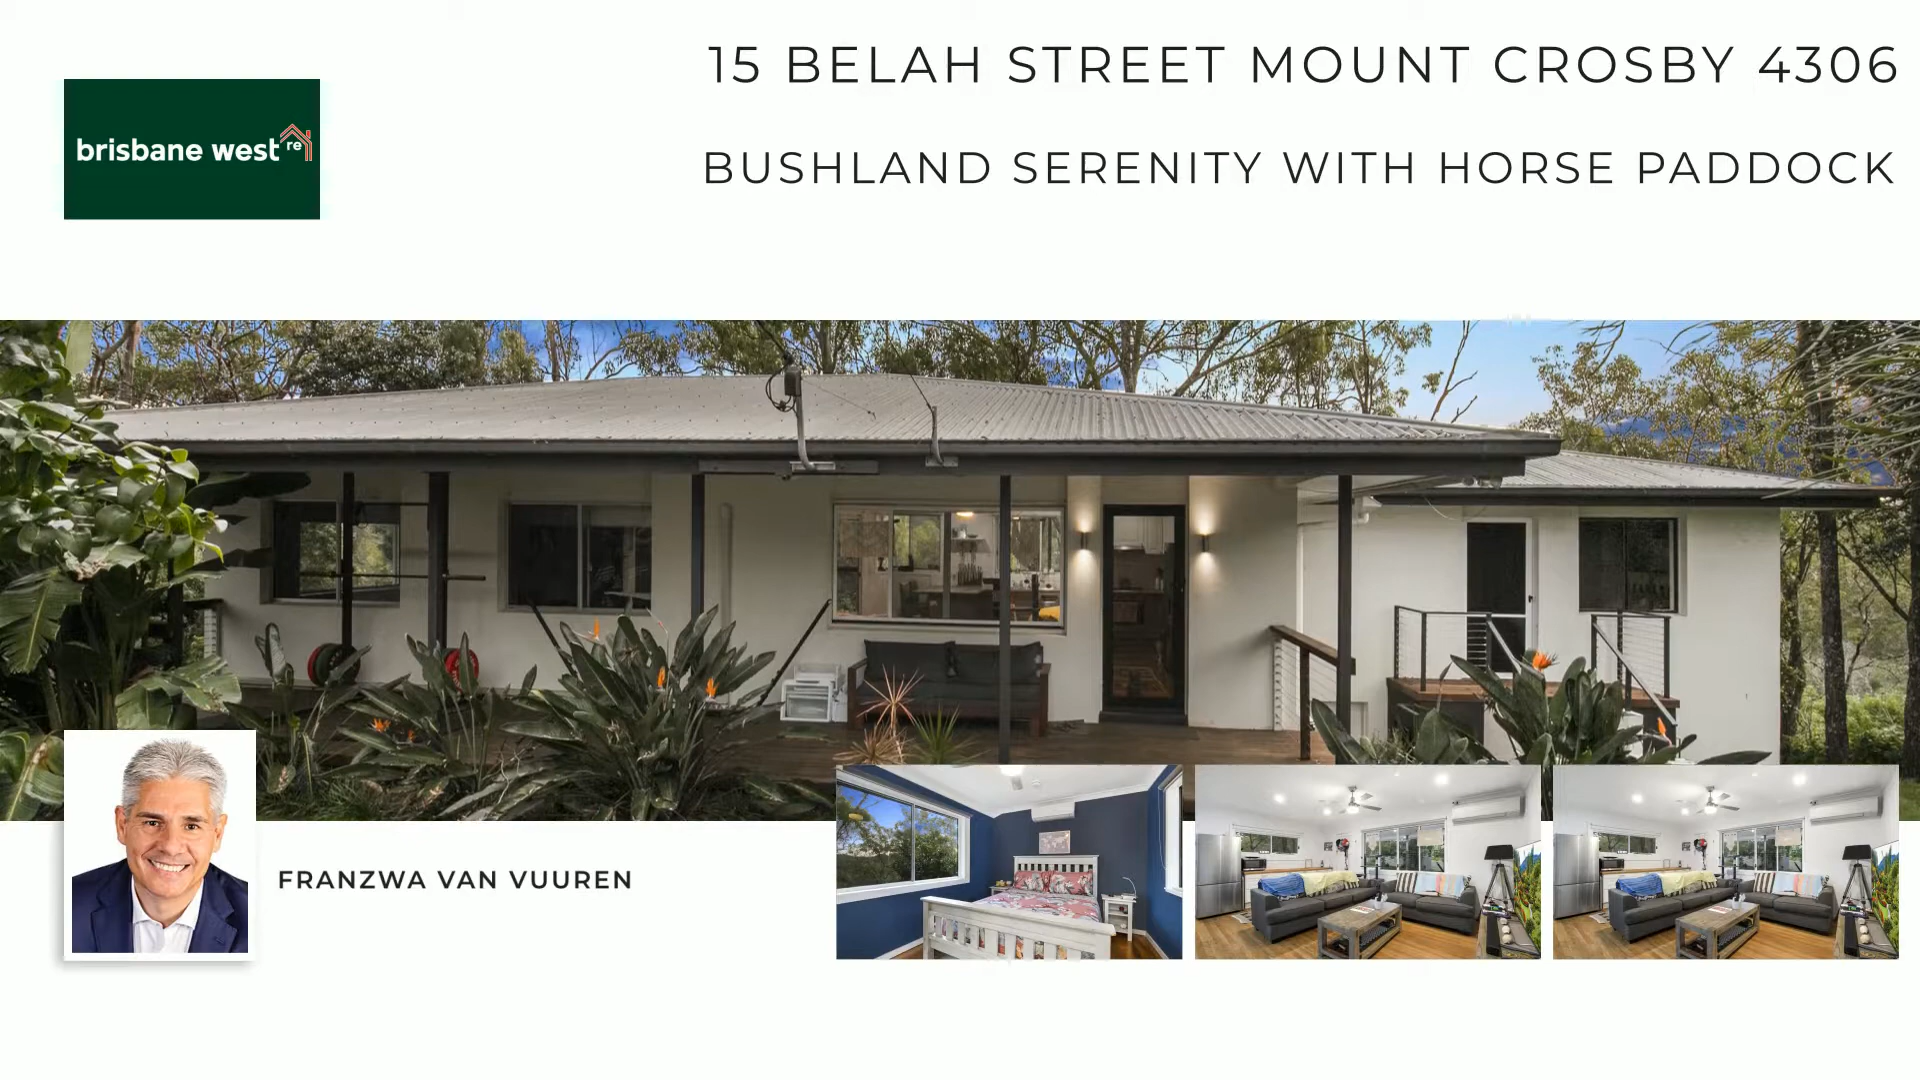 15 BELAH STREET MOUNT CROSBY 4306
brisbane west re
BUSHLAND SERENITY WITH HORSE PADDOCK
FRANZWA VAN VUUREN